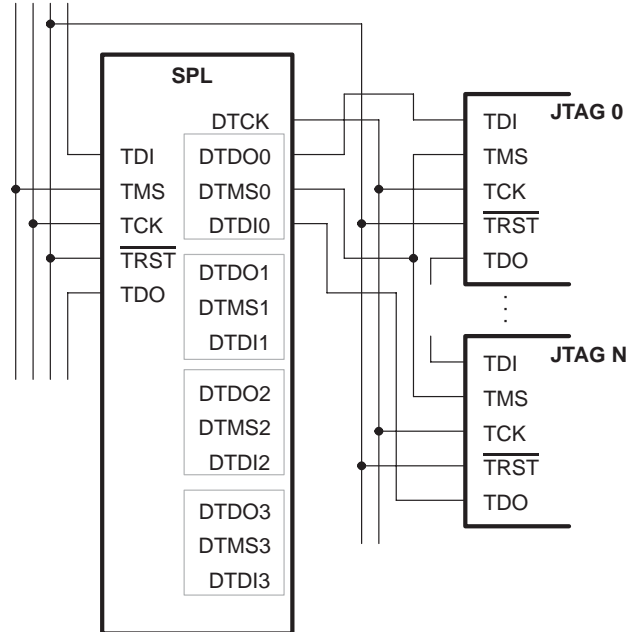 SPL
DTCK
TDI
TMS
TCK
TRST
TDO
DTDO0
DTMS0
DTDI0
DTDO1
DTMS1
DTDI1
DTDO2
DTMS2
DTDI2
DTDO3
DTMS3
DTDI3
JTAG 0
TDI
TMS
TCK
TRST
TDO
JTAG N
TDI
TMS
TCK
TRST
TDO